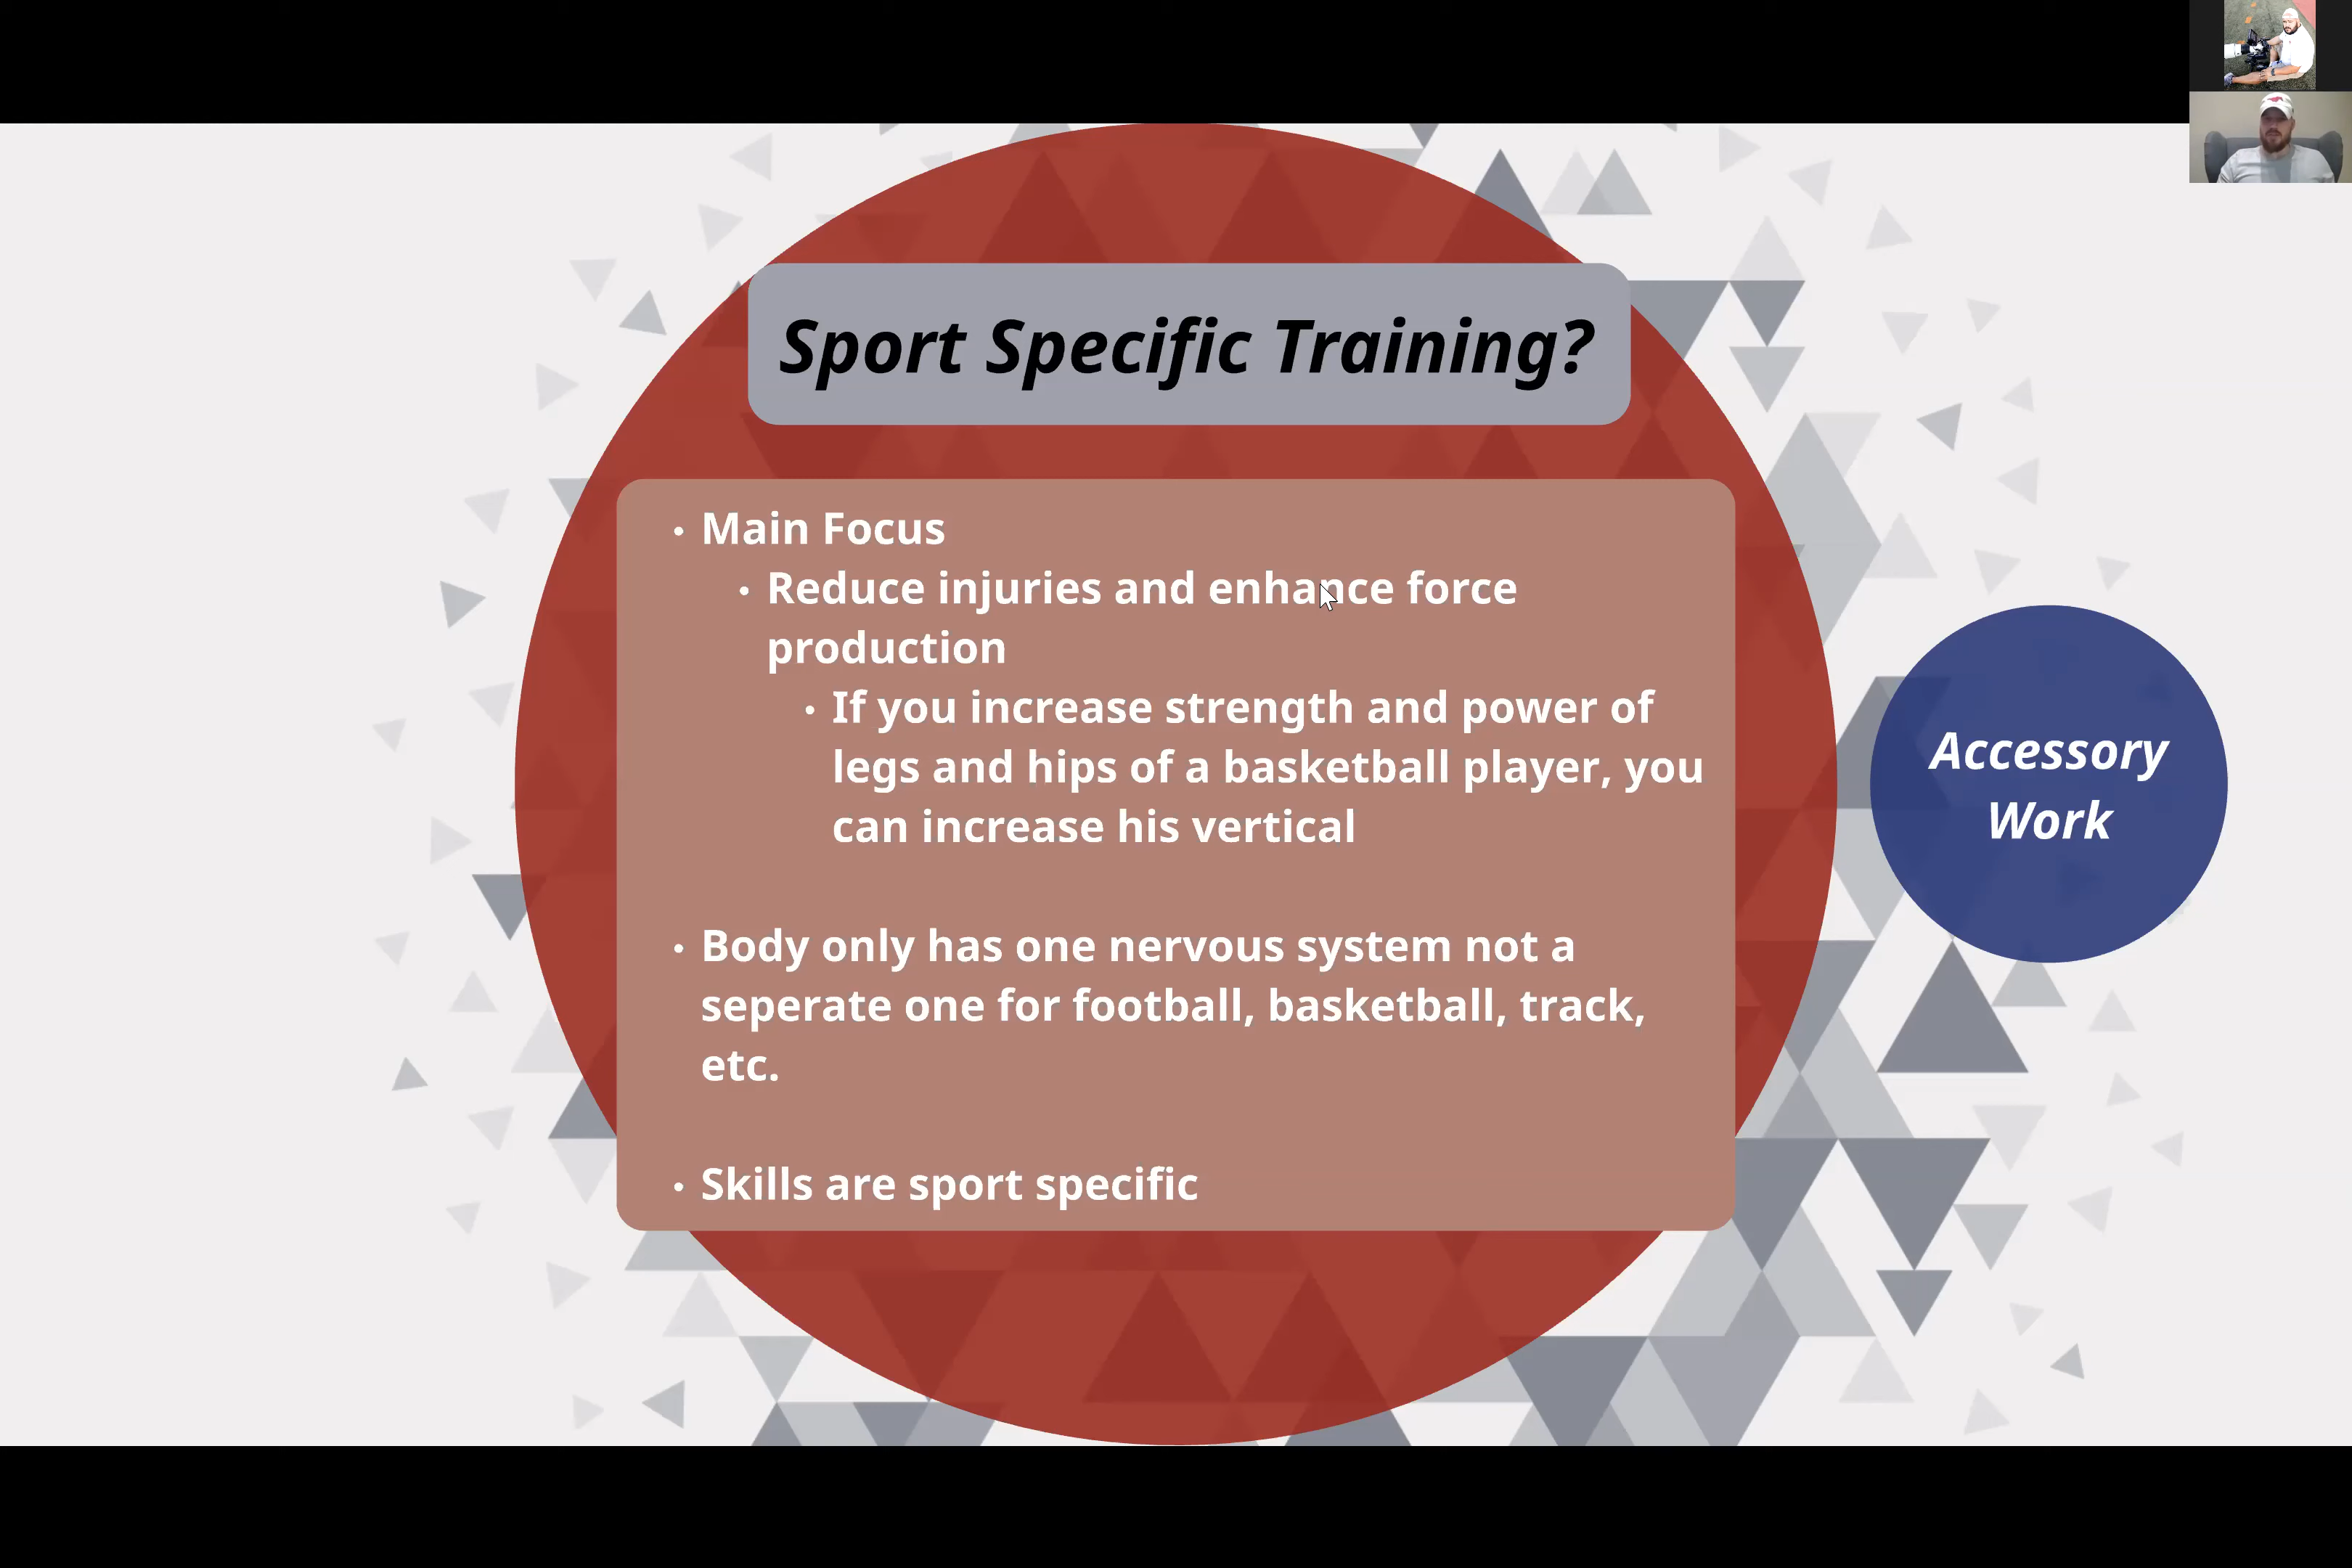 Sport Specific Training?
• Main Focus
• Reduce injuries and enhance force
production
• If you increase strength and power of
legs and hips of a basketball player, you
can increase his vertical
• Body only has one nervous system not a
seperate one for football, basketball, track,
etc.
• Skills are sport specific
Accessory
Work